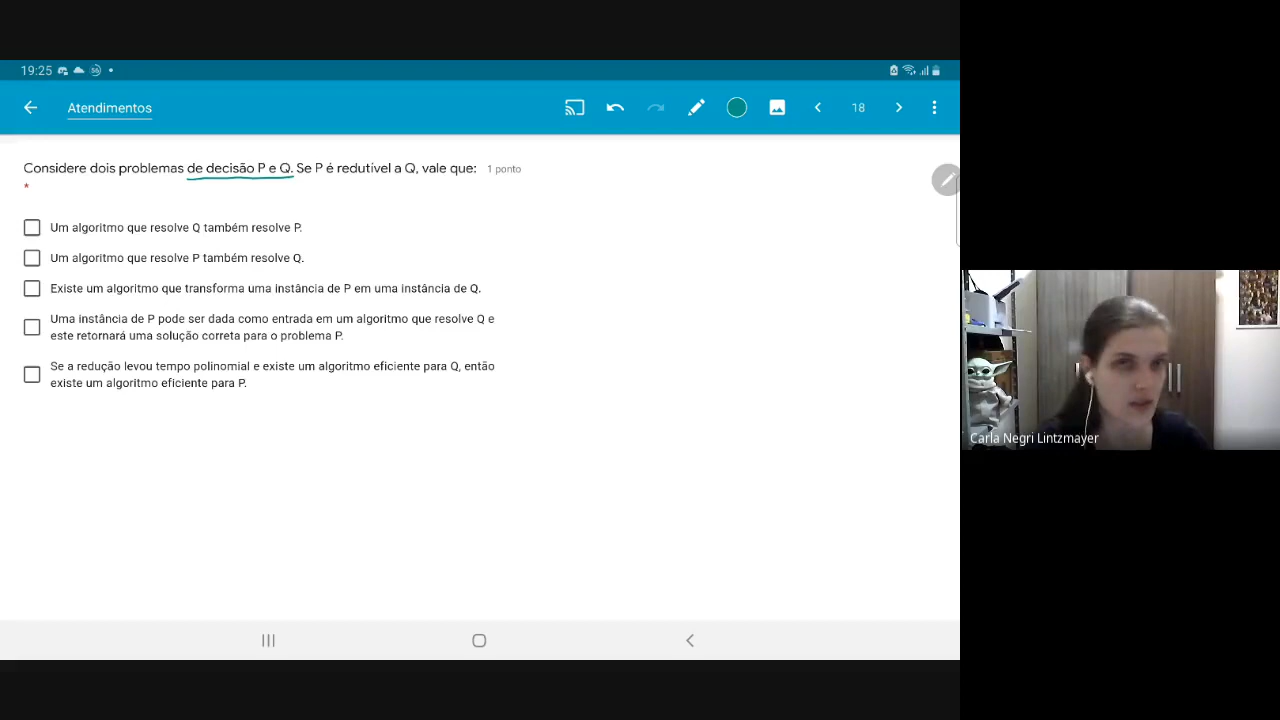 19:25
Atendimentos
18
Considere dois problemas de decisão P e Q. Se P é redutível a Q, vale que: 1 ponto
*
Um algoritmo que resolve Q também resolve P.
Um algoritmo que resolve P também resolve Q.
Existe um algoritmo que transforma uma instância de P em uma instância de Q.
Uma instância de P pode ser dada como entrada em um algoritmo que resolve Q e
este retornará uma solução correta para o problema P.
Se a redução levou tempo polinomial e existe um algoritmo eficiente para Q, então
existe um algoritmo eficiente para P.
Carla Negri Lintzmayer